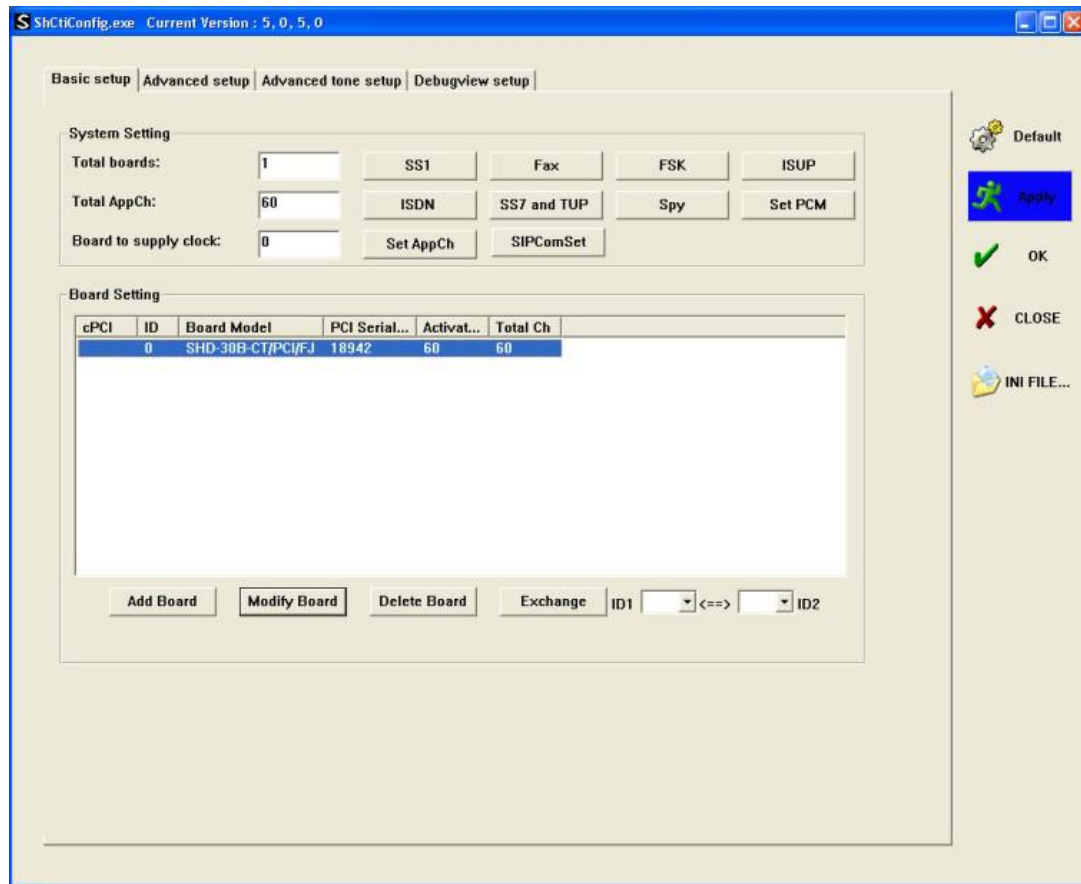 S ShCtiConfig.exe Current Version : 5, 0, 5, 0
Basic setup Advanced setup Advanced tone setup Debugview setup
System Setting
Total boards: 1 SS1 Fax FSK ISUP
Total AppCh: 60 ISDN SS7 and TUP Spy Set PCM
Board to supply clock: 0 Set AppCh SIPComSet
Default
Apply
OK
CLOSE
INI FILE...
Board Setting
cPCI ID Board Model PCI Serial... Activat... Total Ch
0 SHD-30B-CT/PCI/FJ 18942 60 60
Add Board Modify Board Delete Board Exchange ID1 <==> ID2